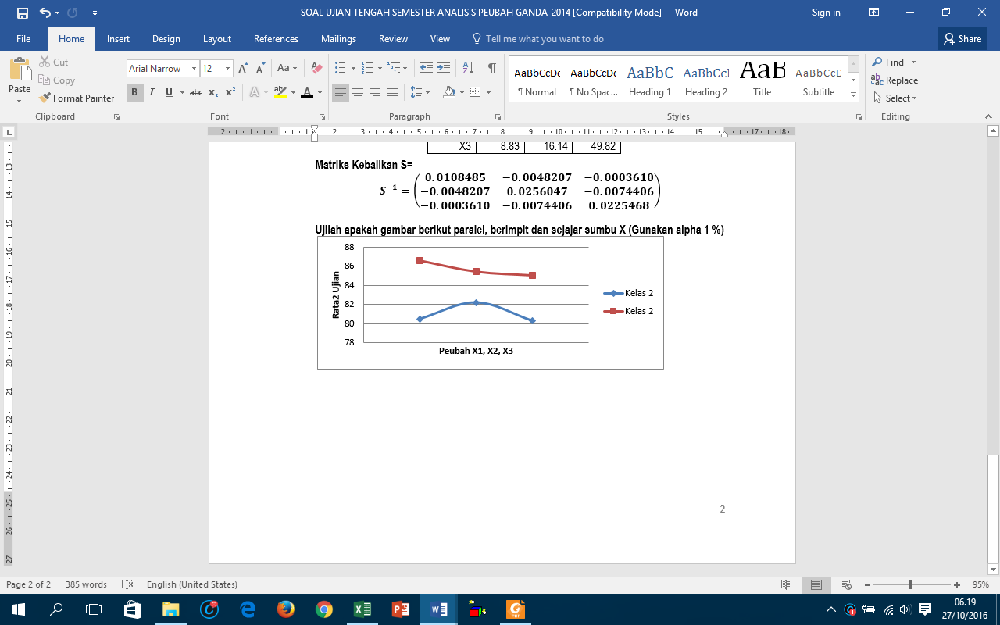 SOAL UJIAN TENGAH SEMESTER ANALISIS PEUBAH GANDA-2014 [Compatibility Mode] - Word
Sign in
File Home Insert Design Layout References Mailings Review View Tell me what you want to do Share
Paste
Cut
Copy
Format Painter
Clipboard
Arial Narrow 12
Font
Paragraph
AaBbCcDc AaBbCcDc AaBbC AaBbCcI AaB AaBbCcD
¶ Normal ¶ No Spac... Heading 1 Heading 2 Title Subtitle
Styles
Find
Replace
Select
Editing
X3 8.83 16.14 49.82
Matriks Kebalikan S=
0.0108485 −0.0048207 −0.0003610
S⁻¹ = −0.0048207 0.0256047 −0.0074406
−0.0003610 −0.0074406 0.0225468
Ujilah apakah gambar berikut paralel, berimpit dan sejajar sumbu X (Gunakan alpha 1 %)
88
86
84
82
80
78
Rata2 Ujian
Peubah X1, X2, X3
Kelas 2
Kelas 2
2
Page 2 of 2 385 words English (United States) 95%
06.19
27/10/2016